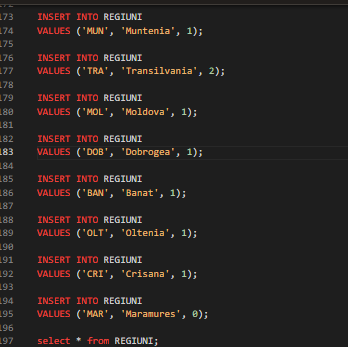 173 INSERT INTO REGIUNI
174 VALUES ('MUN', 'Muntenia', 1);
175
176 INSERT INTO REGIUNI
177 VALUES ('TRA', 'Transilvania', 2);
178
179 INSERT INTO REGIUNI
180 VALUES ('MOL', 'Moldova', 1);
181
182 INSERT INTO REGIUNI
183 VALUES ('DOB', 'Dobrogea', 1);
184
185 INSERT INTO REGIUNI
186 VALUES ('BAN', 'Banat', 1);
187
188 INSERT INTO REGIUNI
189 VALUES ('OLT', 'Oltenia', 1);
190
191 INSERT INTO REGIUNI
192 VALUES ('CRI', 'Crisana', 1);
193
194 INSERT INTO REGIUNI
195 VALUES ('MAR', 'Maramures', 0);
196
197 select * from REGIUNI;